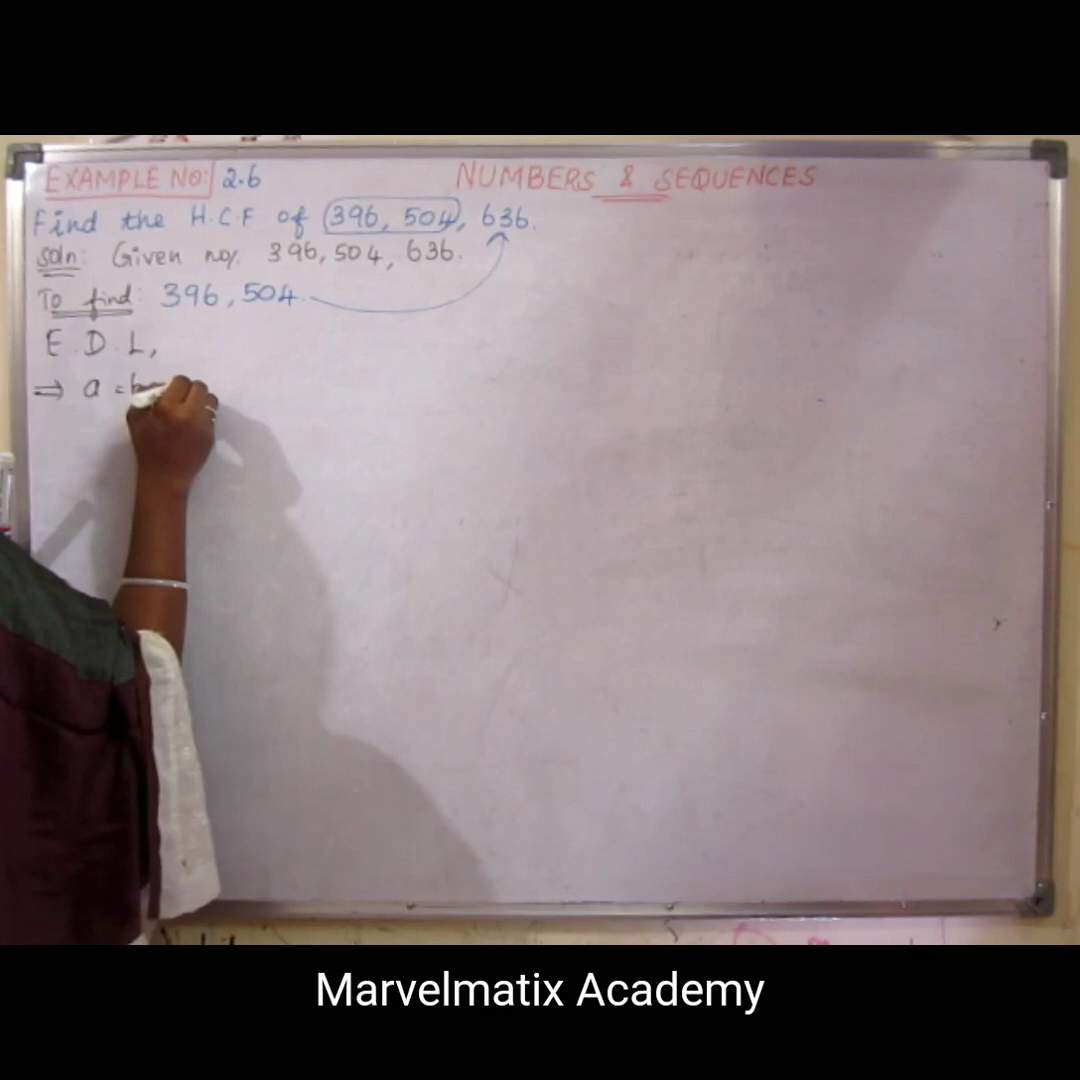 EXAMPLE NO: 2.6
NUMBERS & SEQUENCES
Find the H.C.F of (396, 504), 636.
Soln: Given no/. 396, 504, 636.
To find: 396, 504.
E.D.L,
⇒ a = b
Marvelmatix Academy